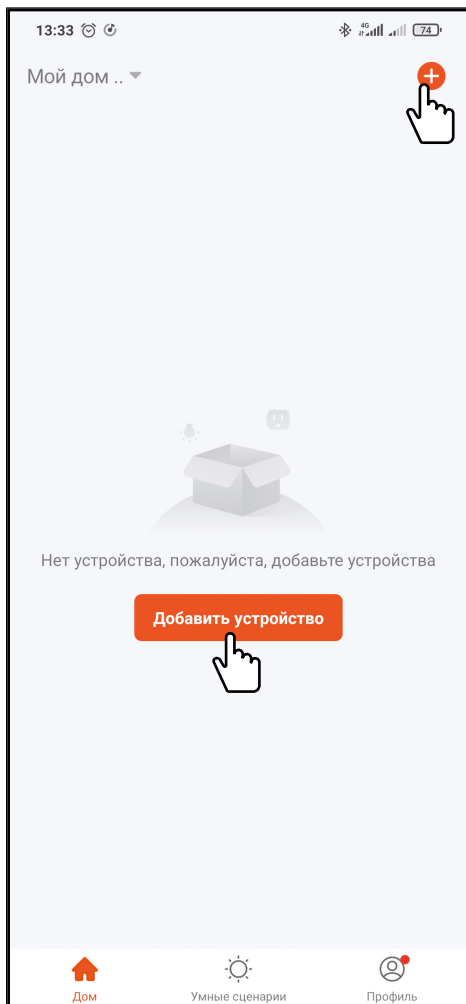 13:33
4G
74
Мой дом ..
Нет устройства, пожалуйста, добавьте устройства
Добавить устройство
Дом
Умные сценарии
Профиль